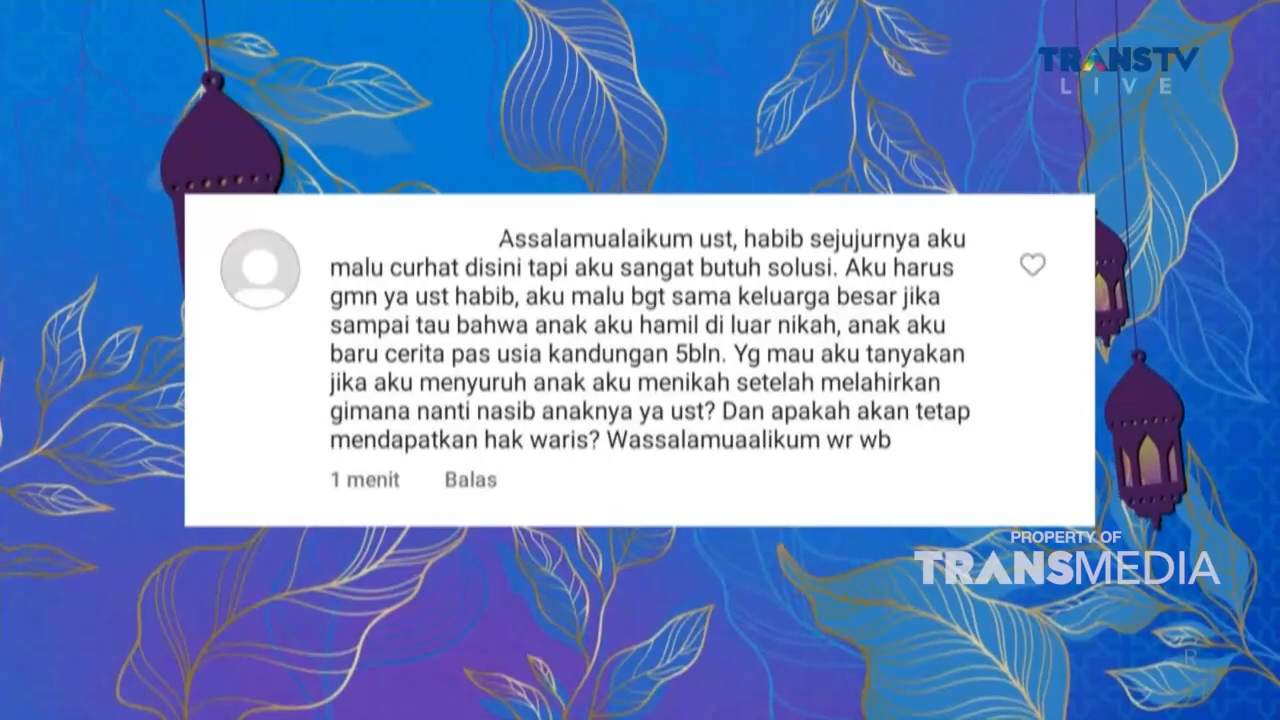 TRANSTV
LIVE
Assalamualaikum ust, habib sejujurnya aku
malu curhat disini tapi aku sangat butuh solusi. Aku harus
gmn ya ust habib, aku malu bgt sama keluarga besar jika
sampai tau bahwa anak aku hamil di luar nikah, anak aku
baru cerita pas usia kandungan 5bln. Yg mau aku tanyakan
jika aku menyuruh anak aku menikah setelah melahirkan
gimana nanti nasib anaknya ya ust? Dan apakah akan tetap
mendapatkan hak waris? Wassalamuaalikum wr wb
1 menit Balas
PROPERTY OF
TRANSMEDIA
R